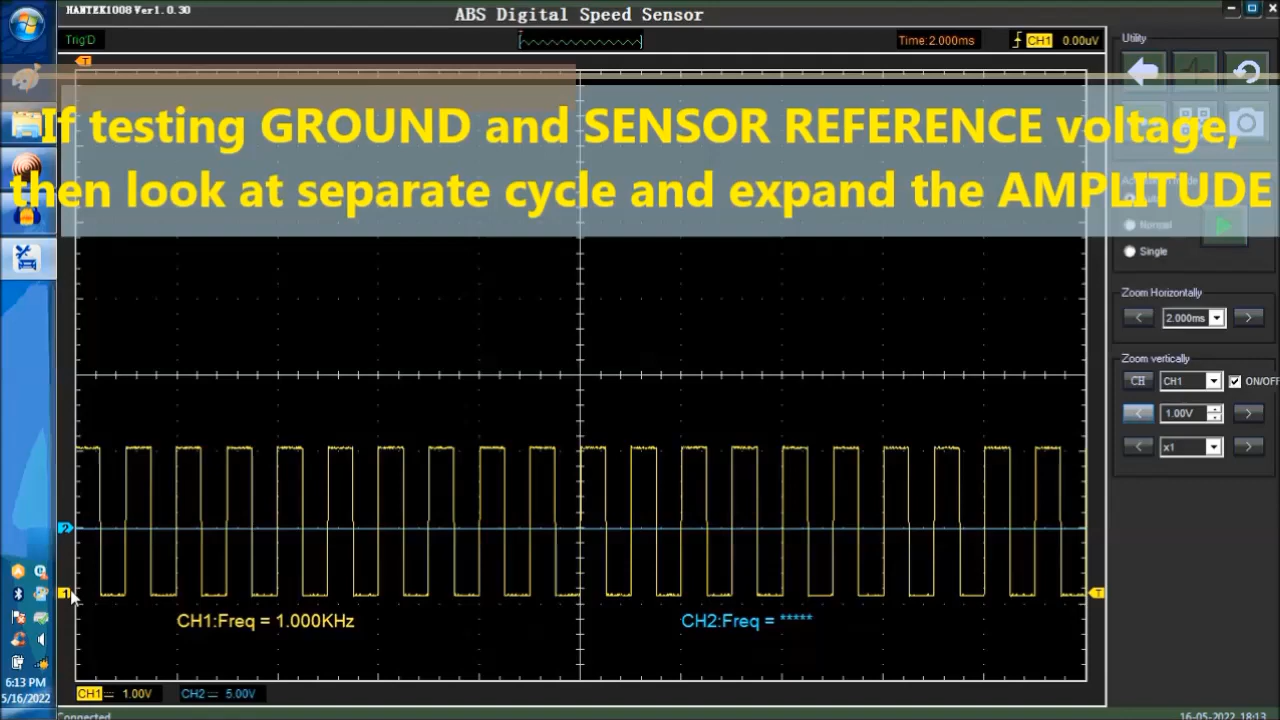 HANTEK1008 Ver1.0.30
ABS Digital Speed Sensor
Trig'D
T
Time:2.000ms
CH1
0.00uV
Utility
If testing GROUND and SENSOR REFERENCE voltage,
then look at separate cycle and expand the AMPLITUDE
Normal
Single
Zoom Horizontally
2.000ms
Zoom vertically
CH
CH1
ON/OFF
1.00V
x1
2
1
T
CH1:Freq = 1.000KHz
CH2:Freq = *****
6:13 PM
5/16/2022
CH1
1.00V
CH2
5.00V
Connected
16-05-2022 18:13